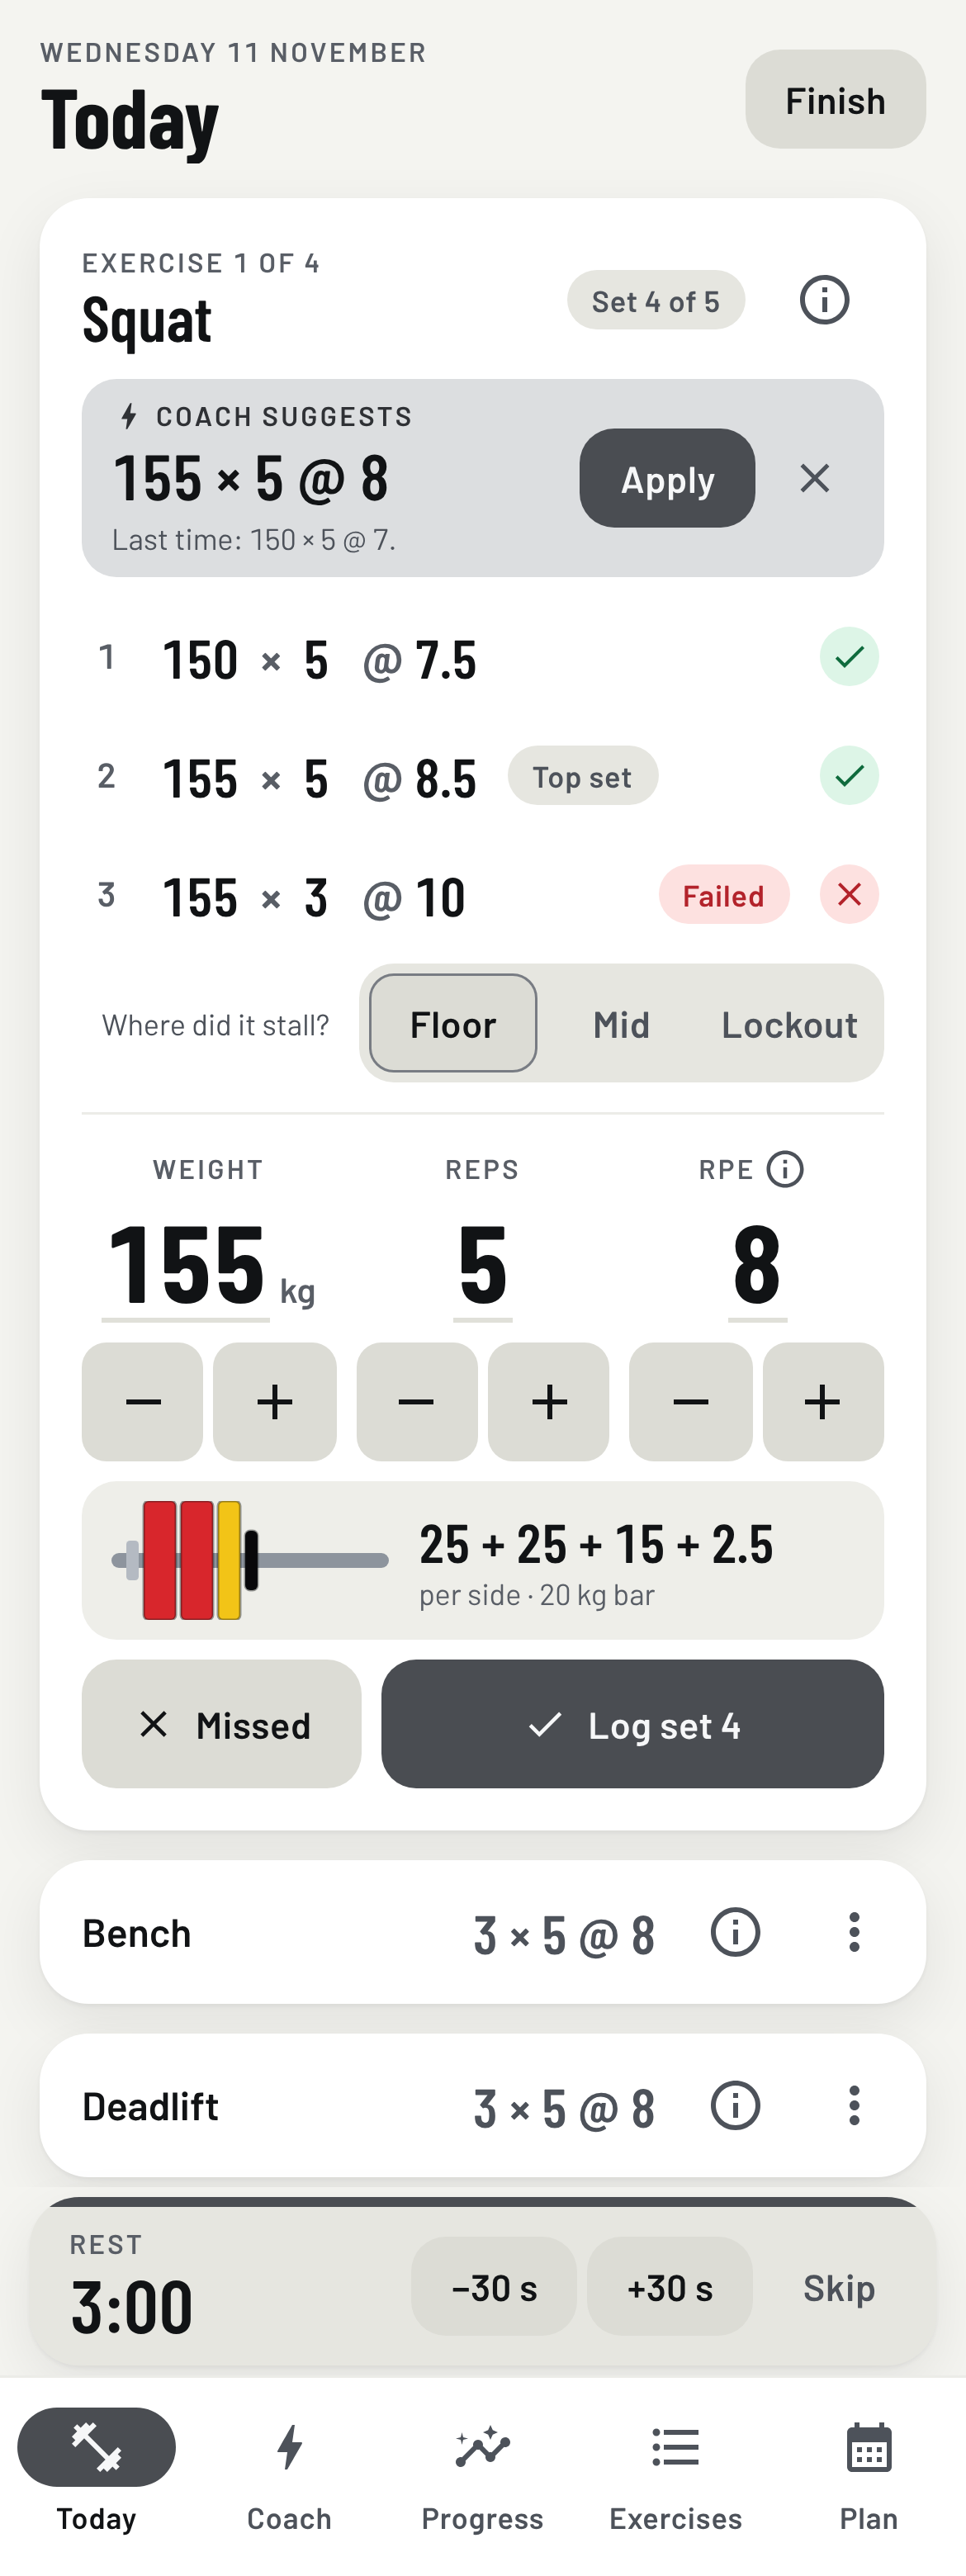 WEDNESDAY 11 NOVEMBER
Today
Finish
EXERCISE 1 OF 4
Squat
Set 4 of 5
COACH SUGGESTS
155 × 5 @ 8
Last time: 150 × 5 @ 7.
Apply
1 150 × 5 @ 7.5
2 155 × 5 @ 8.5 Top set
3 155 × 3 @ 10 Failed
Where did it stall? Floor Mid Lockout
WEIGHT REPS RPE
155 kg 5 8
25 + 25 + 15 + 2.5
per side · 20 kg bar
Missed Log set 4
Bench 3 × 5 @ 8
Deadlift 3 × 5 @ 8
REST
3:00
−30 s +30 s Skip
Today Coach Progress Exercises Plan